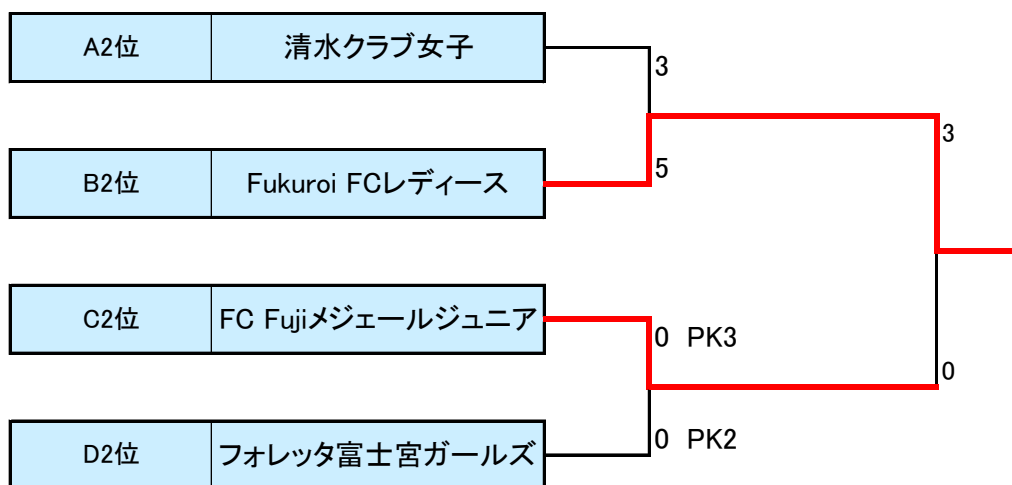 A2位 清水クラブ女子
3
3
B2位 Fukuroi FCレディース
5
C2位 FC Fujiメジェールジュニア
0 PK3
0
D2位 フォレッタ富士宮ガールズ
0 PK2